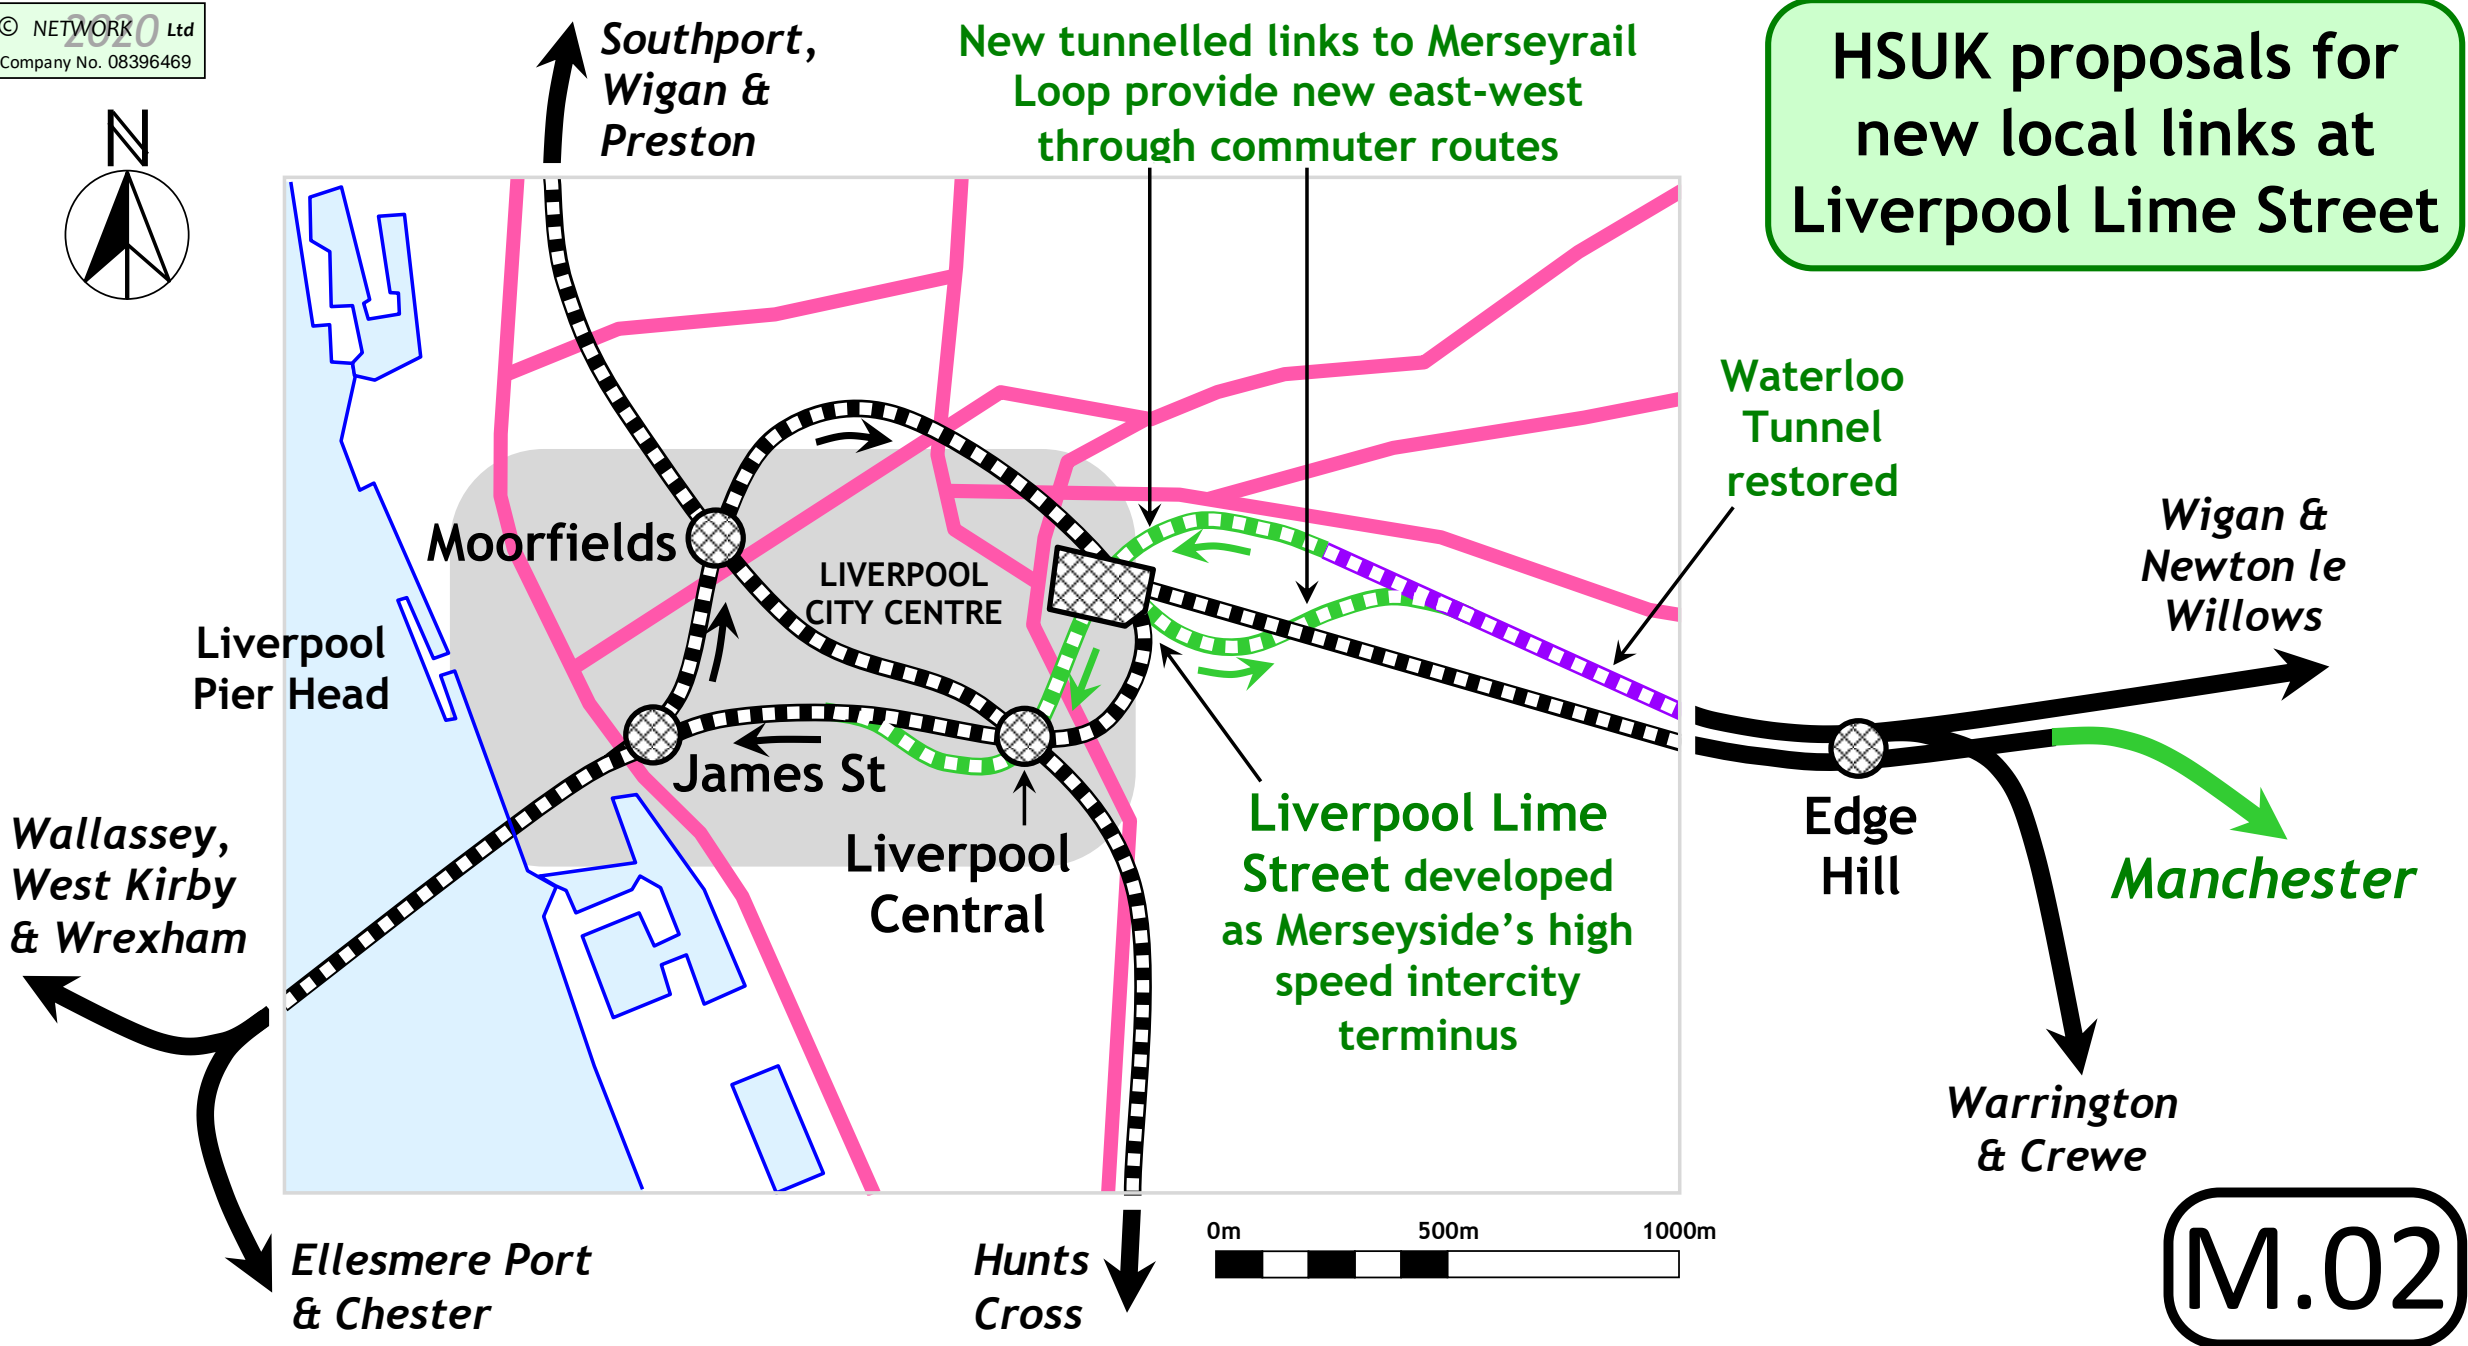 © NETWORK 2020 Ltd
Company No. 08396469
N
Southport,
Wigan &
Preston
New tunnelled links to Merseyrail
Loop provide new east-west
through commuter routes
HSUK proposals for
new local links at
Liverpool Lime Street
Waterloo
Tunnel
restored
Wigan &
Newton le
Willows
Moorfields
LIVERPOOL
CITY CENTRE
Liverpool
Pier Head
James St
Liverpool
Central
Liverpool Lime
Street developed
as Merseyside’s high
speed intercity
terminus
Edge
Hill
Manchester
Wallassey,
West Kirby
& Wrexham
Warrington
& Crewe
Ellesmere Port
& Chester
Hunts
Cross
0m 500m 1000m
M.02